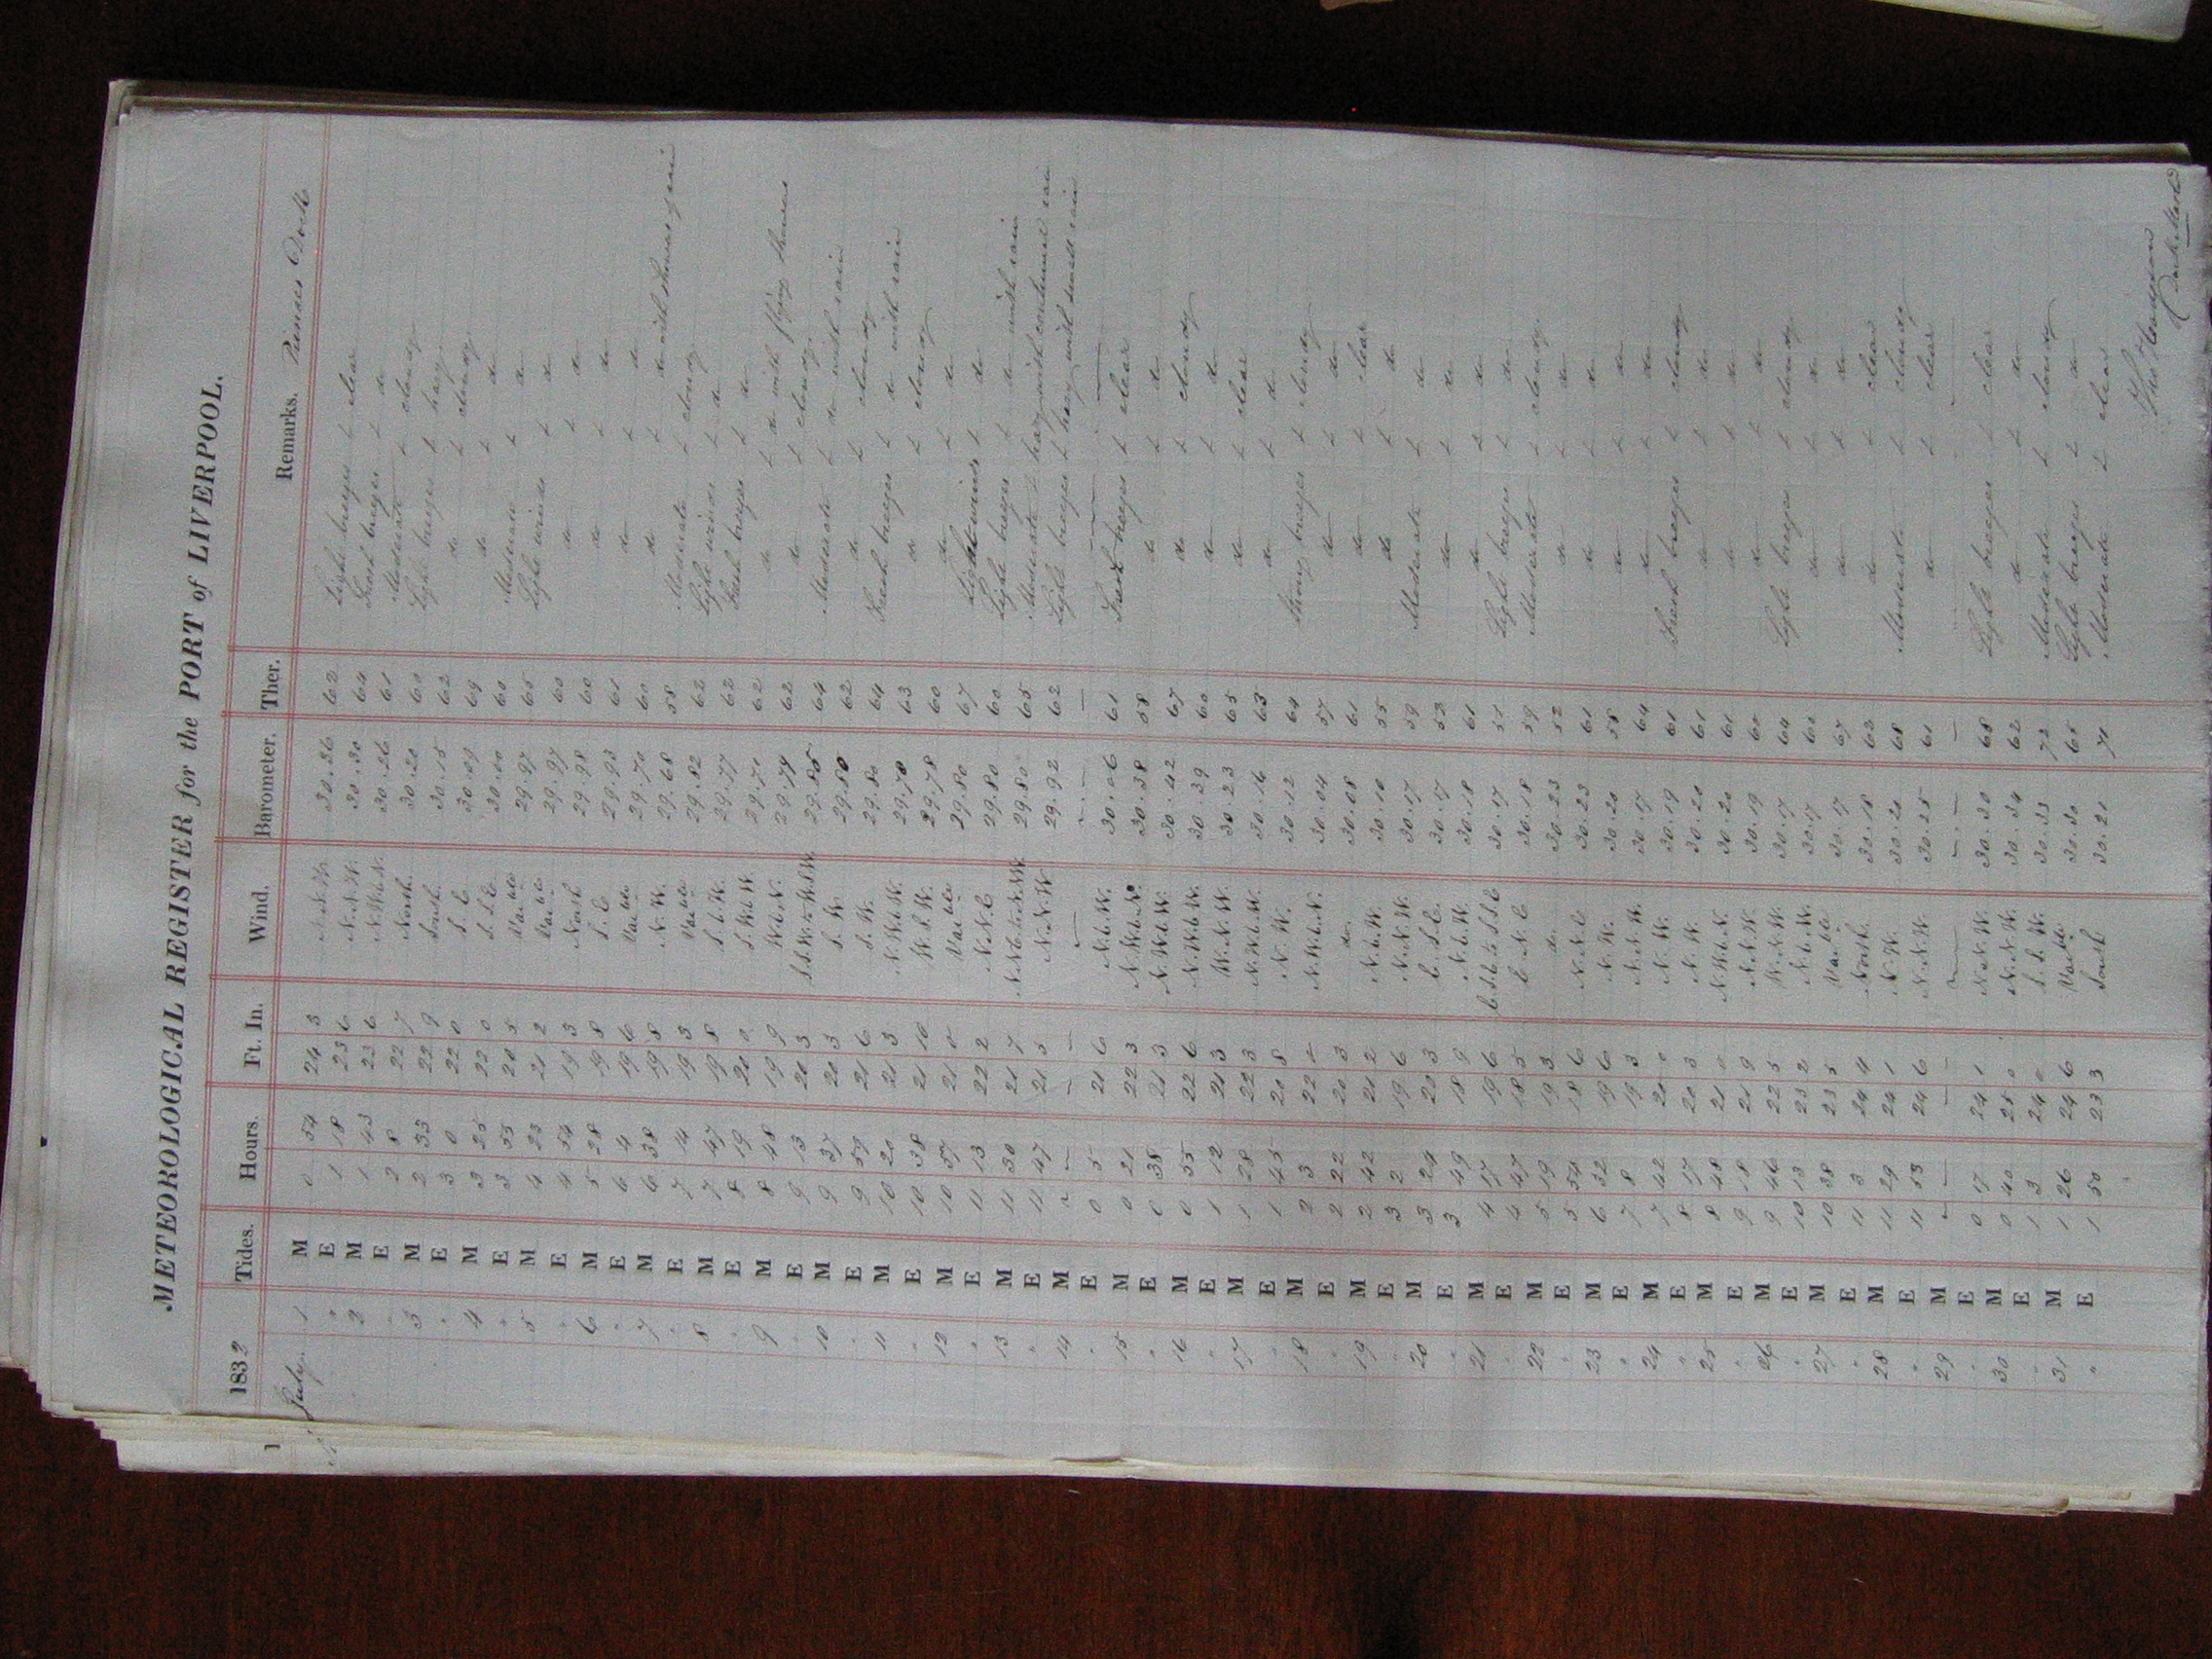 METEOROLOGICAL REGISTER for the PORT of LIVERPOOL.
1832 Tides. Hours. Ft. In. Wind. Barometer. Ther. Remarks. Princes Dock
July. 1 M 0 54 24 3 N.N.W. 30.36 62 Light breezes & clear
" E 1 18 23 6 N.N.W. 30.30 64 Fresh breezes & do
2 M 1 43 23 6 N.W.b.N. 30.26 61 Moderate & cloudy
" E 2 8 22 7 North. 30.20 60 Light breezes & hazy.
3 M 2 33 22 9 South. 30.15 62 do & cloudy.
" E 3 0 22 0 S.E 30.09 69 do & do
4 M 3 25 22 0 S.S.E. 30.00 60 Moderate & do
" E 3 55 20 5 Variable 29.97 65 Light winds & do
5 M 4 23 21 2 Variable 29.97 60 do & do
" E 4 54 19 3 North 29.98 60 do & do
6 M 5 28 19 8 S.E 29.93 61 do & do
" E 6 4 19 6 Variable 29.70 60 do & do with showers of rain
7 M 6 38 19 8 N.W. 29.68 58 Moderate & cloudy.
" E 7 14 19 3 Variable 29.82 62 Light winds & do
8 M 7 47 19 8 S.b.W. 29.77 62 Fresh breezes & do
" E 8 19 20 0 S.W.b W. 29.71 62 do & do with flying showers
9 M 8 48 19 9 W.b.N. 29.79 62 do & cloudy.
" E 9 13 20 3 S.S.W. to W.S.W. 29.85 64 Moderate & do with rain
10 M 9 37 20 3 S.W 29.80 62 do & cloudy.
" E 9 59 21 6 S.W. 29.80 64 Fresh breezes & do with rain
11 M 10 20 21 3 N.W.b.W. 29.78 63 do & cloudy
" E 10 38 21 10 W.S.W. 29.78 60 do & do
12 M 10 57 21 0 Variable 29.80 67 Light winds & do
" E 11 13 22 2 N.N.E 29.80 60 Light breezes & do with rain
13 M 11 30 21 7 N.N.E. to N.N.W. 29.80 65 Moderate & hazy with continual rain
" E 11 47 21 5 N.N.W 29.92 62 Light breezes & hazy with small rain
14 M — — — — — —.— — — —
" E 0 5 21 6 N.b.W. 30.06 61 Fresh breezes & clear
15 M 0 21 22 3 N.W.b.N. 30.38 58 do & do
" E 0 38 21 3 N.W.b.W. 30.42 67 do & cloudy
16 M 0 55 22 6 N.W.b W. 30.39 60 do & do
" E 1 12 21 3 W.N.W. 30.23 65 do & clear
17 M 1 28 22 3 N.W.b.W. 30.16 63 do & do
" E 1 45 20 8 N.W. 30.12 64 Strong breezes & cloudy
18 M 2 3 22 0 N.W.b.N. 30.04 57 do & do
" E 2 22 20 3 do. 30.08 61 do & clear
19 M 2 42 21 2 N.b.W. 30.10 55 do & do
" E 3 2 19 6 N.N.W. 30.17 59 Moderate & do
20 M 3 24 20 3 E.S.E. 30.17 52 do & do
" E 3 49 18 9 N.b.W. 30.18 61 do & do
21 M 4 17 19 6 E.S.E to S.S.E 30.17 51 Light breezes & do
" E 4 47 18 5 E.N.E 30.18 59 Moderate & cloudy.
22 M 5 19 19 3 do. 30.23 52 do & do
" E 5 54 18 6 N.N.E 30.23 61 do & do
23 M 6 32 19 6 N.W. 30.20 58 do & do
" E 7 8 19 3 N.N.W. 30.17 64 do & do
24 M 7 42 20 0 N.W. 30.19 61 Fresh breezes & cloudy
" E 8 17 20 3 N.W. 30.20 61 do & do
25 M 8 48 21 0 N.W.b.N. 30.20 61 do & do
" E 9 18 21 9 N.N.W. 30.19 60 do & do
26 M 9 46 22 5 W.N.W. 30.17 64 Light breezes & cloudy
" E 10 13 23 2 N.b.W. 30.17 60 do & do
27 M 10 38 23 5 Variable 30.17 67 do & do
" E 11 3 24 4 North. 30.18 62 do & clear
28 M 11 29 24 1 N.W. 30.21 68 Moderate & cloudy
" E 11 53 24 6 N.N.W. 30.25 61 do & clear
29 M — — — — — —.— — — —
" E 0 17 24 1 N.N.W. 30.30 68 Light breezes & clear
30 M 0 40 25 0 N.N.W. 30.34 62 do & do
" E 1 3 24 0 S.S.W. 30.33 72 Moderate & cloudy
31 M 1 26 24 6 Variable 30.30 65 Light breezes & do
" E 1 50 23 3 South 30.21 71 Moderate & clear
Thos Hodgson
Dock Master